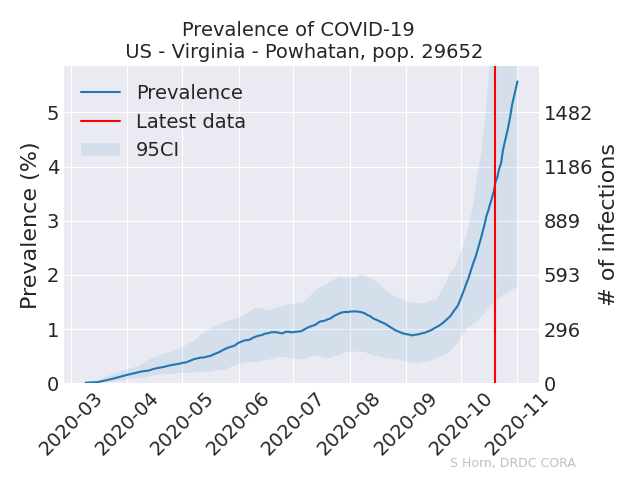 Prevalence of COVID-19
US - Virginia - Powhatan, pop. 29652
Prevalence
Latest data
95CI
Prevalence (%)
5
4
3
2
1
0
1482
1186
889
593
296
0
# of infections
2020-03
2020-04
2020-05
2020-06
2020-07
2020-08
2020-09
2020-10
2020-11
S Horn, DRDC CORA